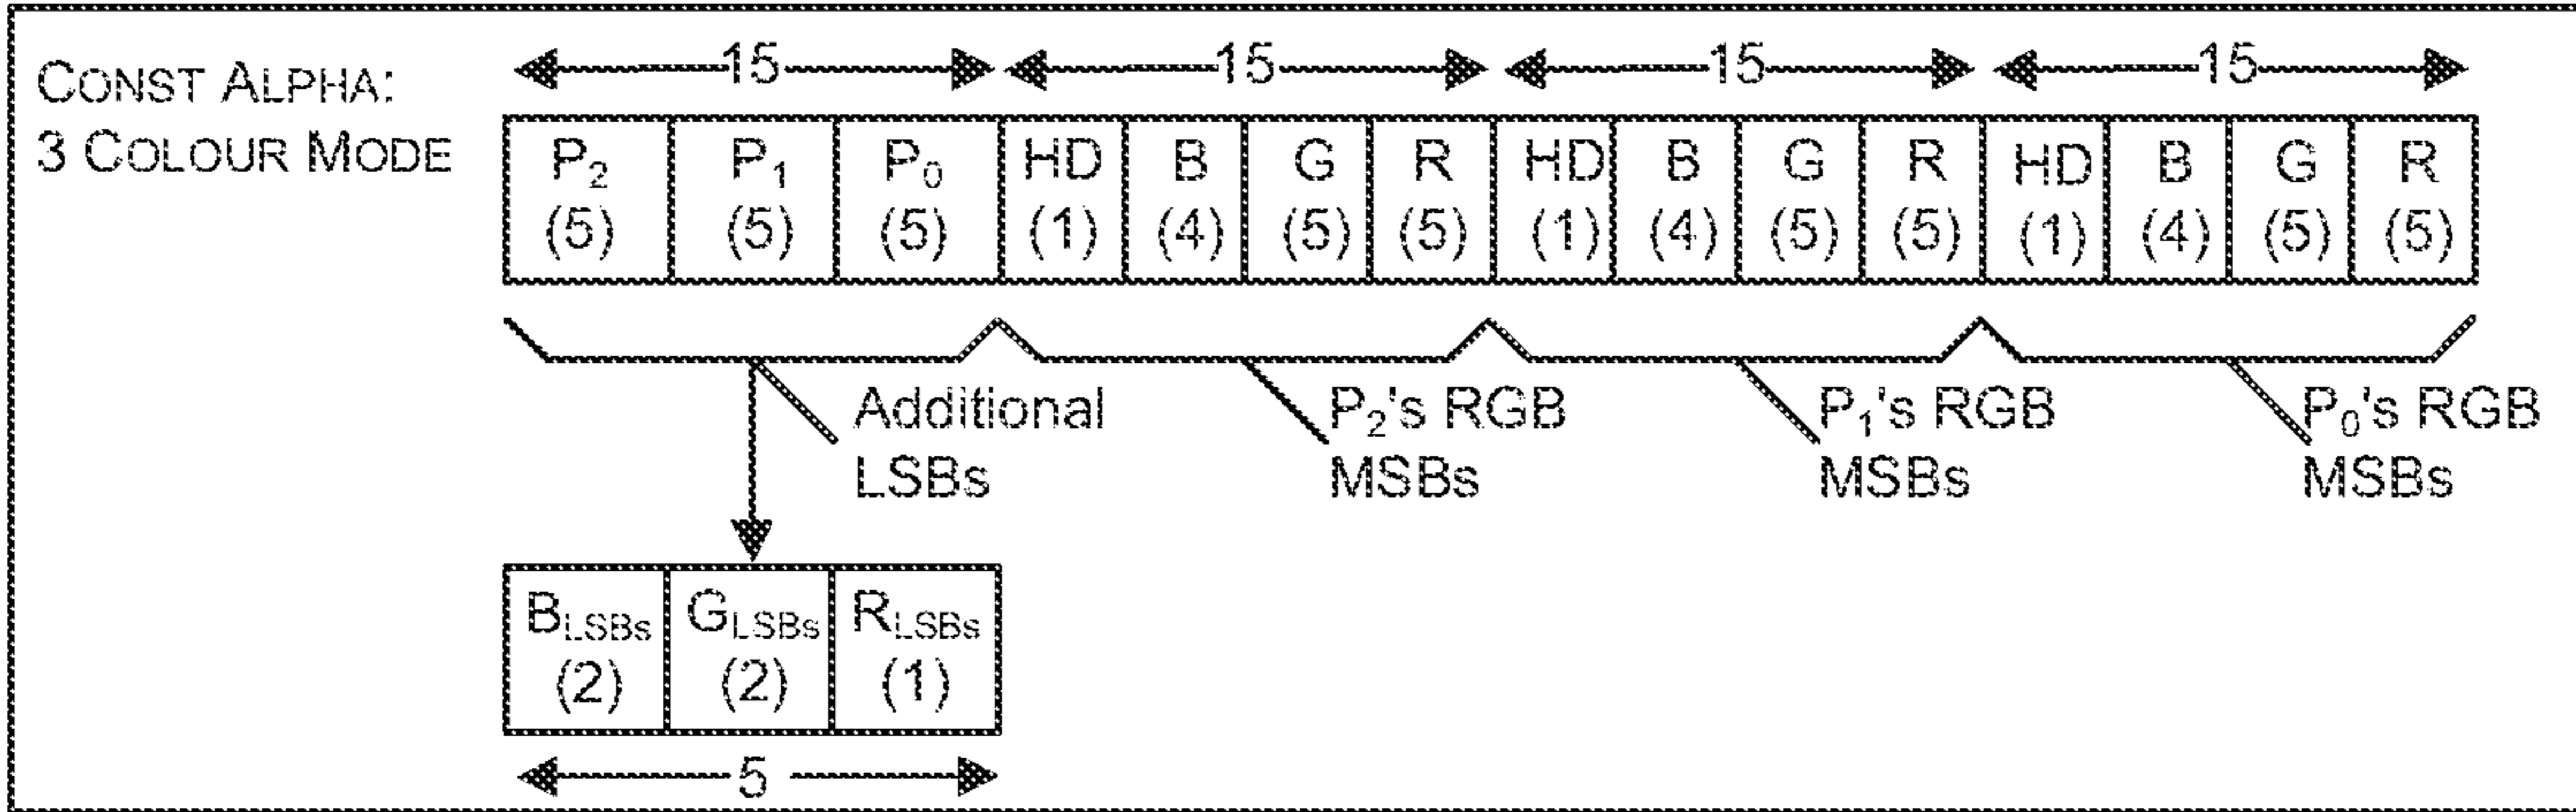 CONST ALPHA:
3 COLOUR MODE
15 15 15 15
P2 P1 P0 HD B G R HD B G R HD B G R
(5) (5) (5) (1) (4) (5) (5) (1) (4) (5) (5) (1) (4) (5) (5)
Additional
LSBs
P2's RGB
MSBs
P1's RGB
MSBs
P0's RGB
MSBs
BLSBs GLSBs RLSBs
(2) (2) (1)
5